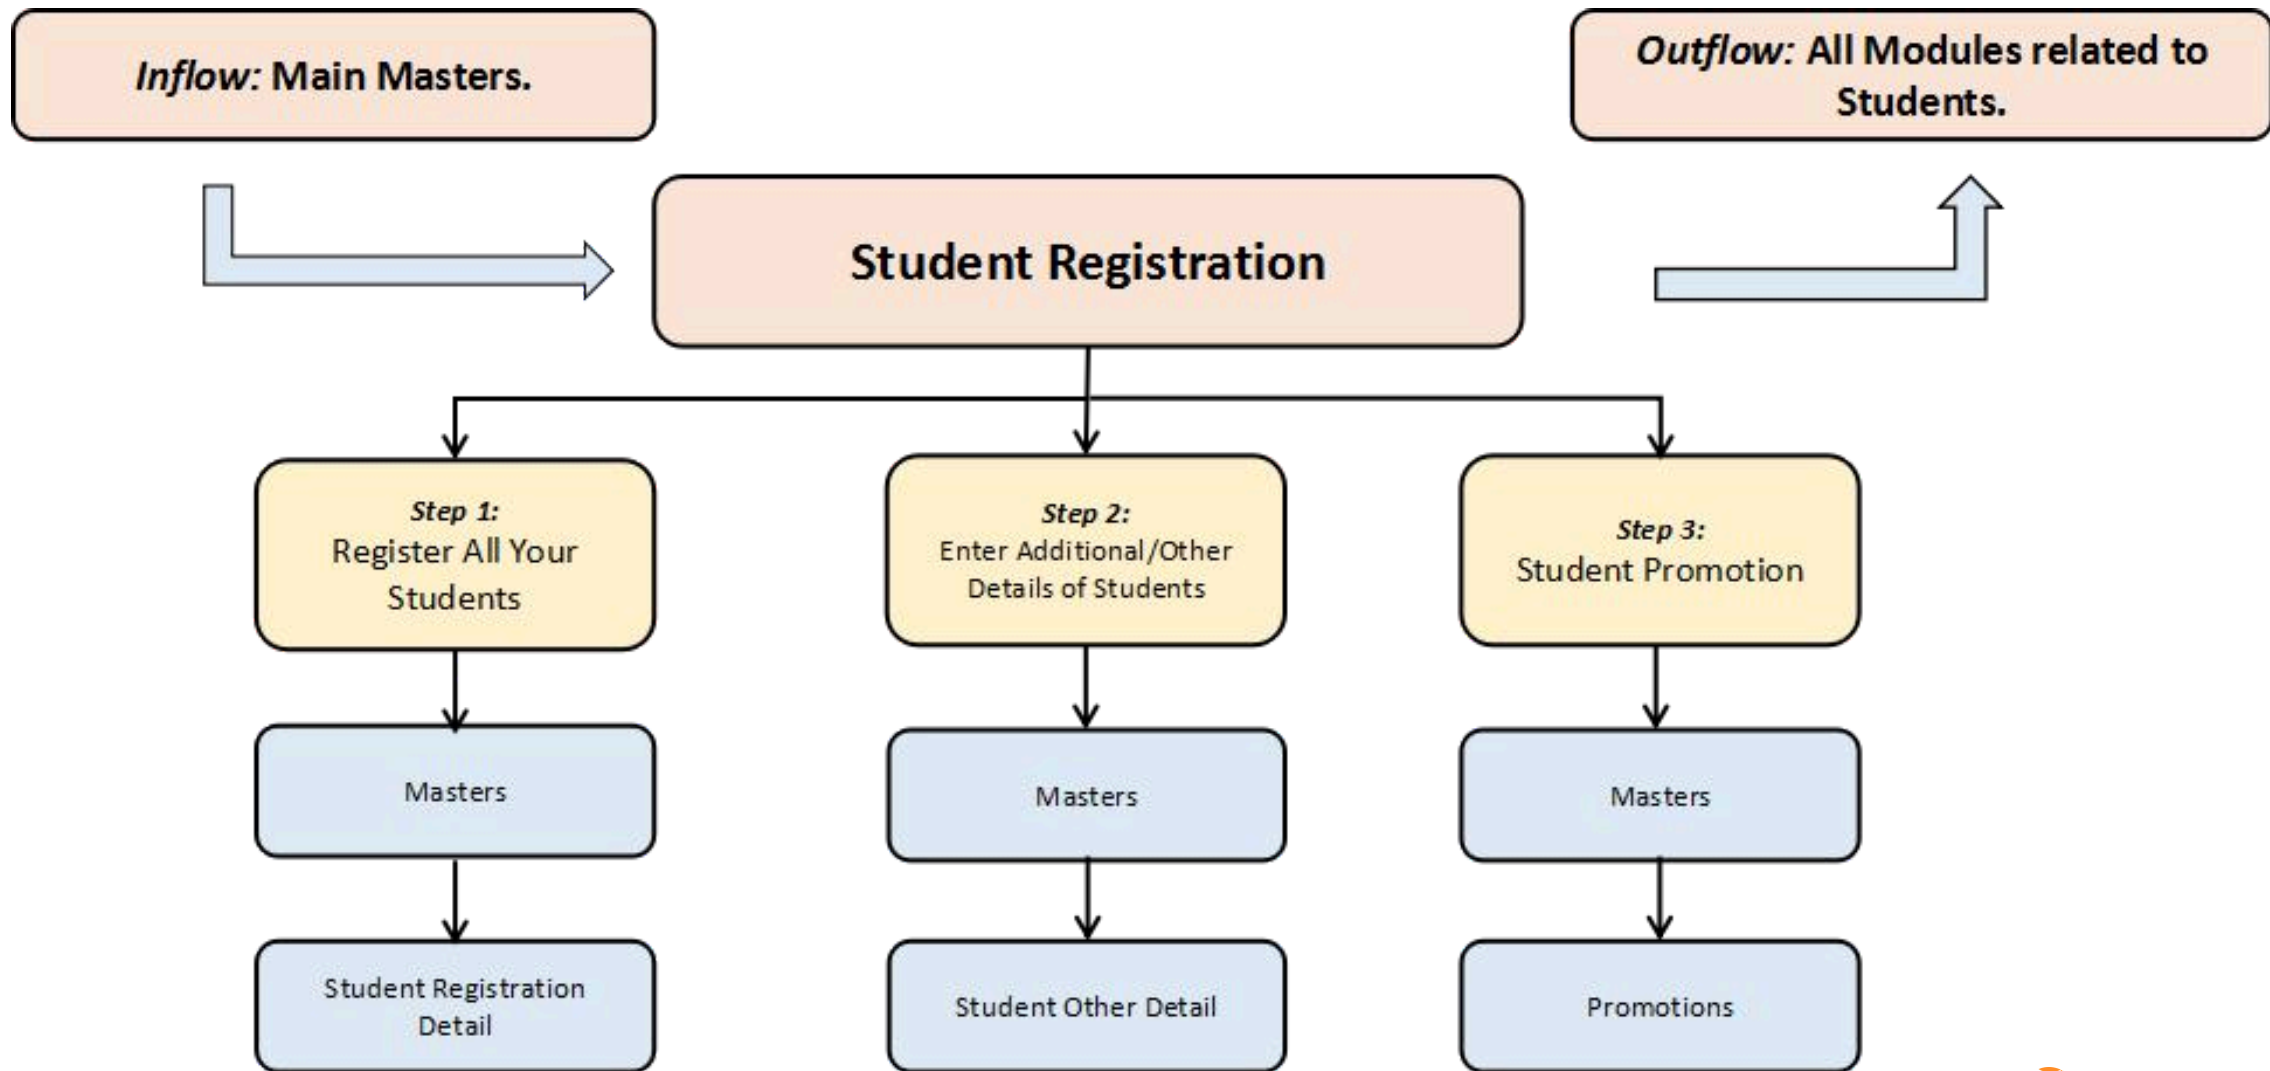 Inflow: Main Masters.
Outflow: All Modules related to
Students.
Student Registration
Step 1:
Register All Your
Students
Step 2:
Enter Additional/Other
Details of Students
Step 3:
Student Promotion
Masters
Masters
Masters
Student Registration
Detail
Student Other Detail
Promotions